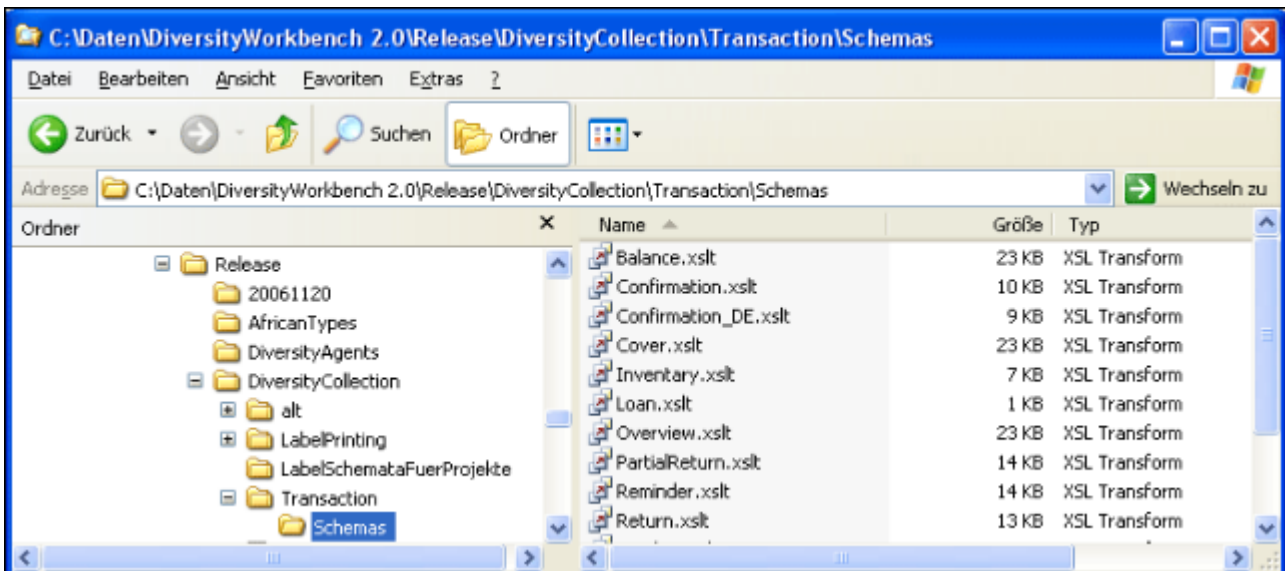 C:\Daten\DiversityWorkbench 2.0\Release\DiversityCollection\Transaction\Schemas
Datei Bearbeiten Ansicht Favoriten Extras ?
Zurück Suchen Ordner
Adresse C:\Daten\DiversityWorkbench 2.0\Release\DiversityCollection\Transaction\Schemas Wechseln zu
Ordner
Release
20061120
AfricanTypes
DiversityAgents
DiversityCollection
alt
LabelPrinting
LabelSchemataFuerProjekte
Transaction
Schemas
Name Größe Typ
Balance.xslt 23 KB XSL Transform
Confirmation.xslt 10 KB XSL Transform
Confirmation_DE.xslt 9 KB XSL Transform
Cover.xslt 23 KB XSL Transform
Inventary.xslt 7 KB XSL Transform
Loan.xslt 1 KB XSL Transform
Overview.xslt 23 KB XSL Transform
PartialReturn.xslt 14 KB XSL Transform
Reminder.xslt 14 KB XSL Transform
Return.xslt 13 KB XSL Transform